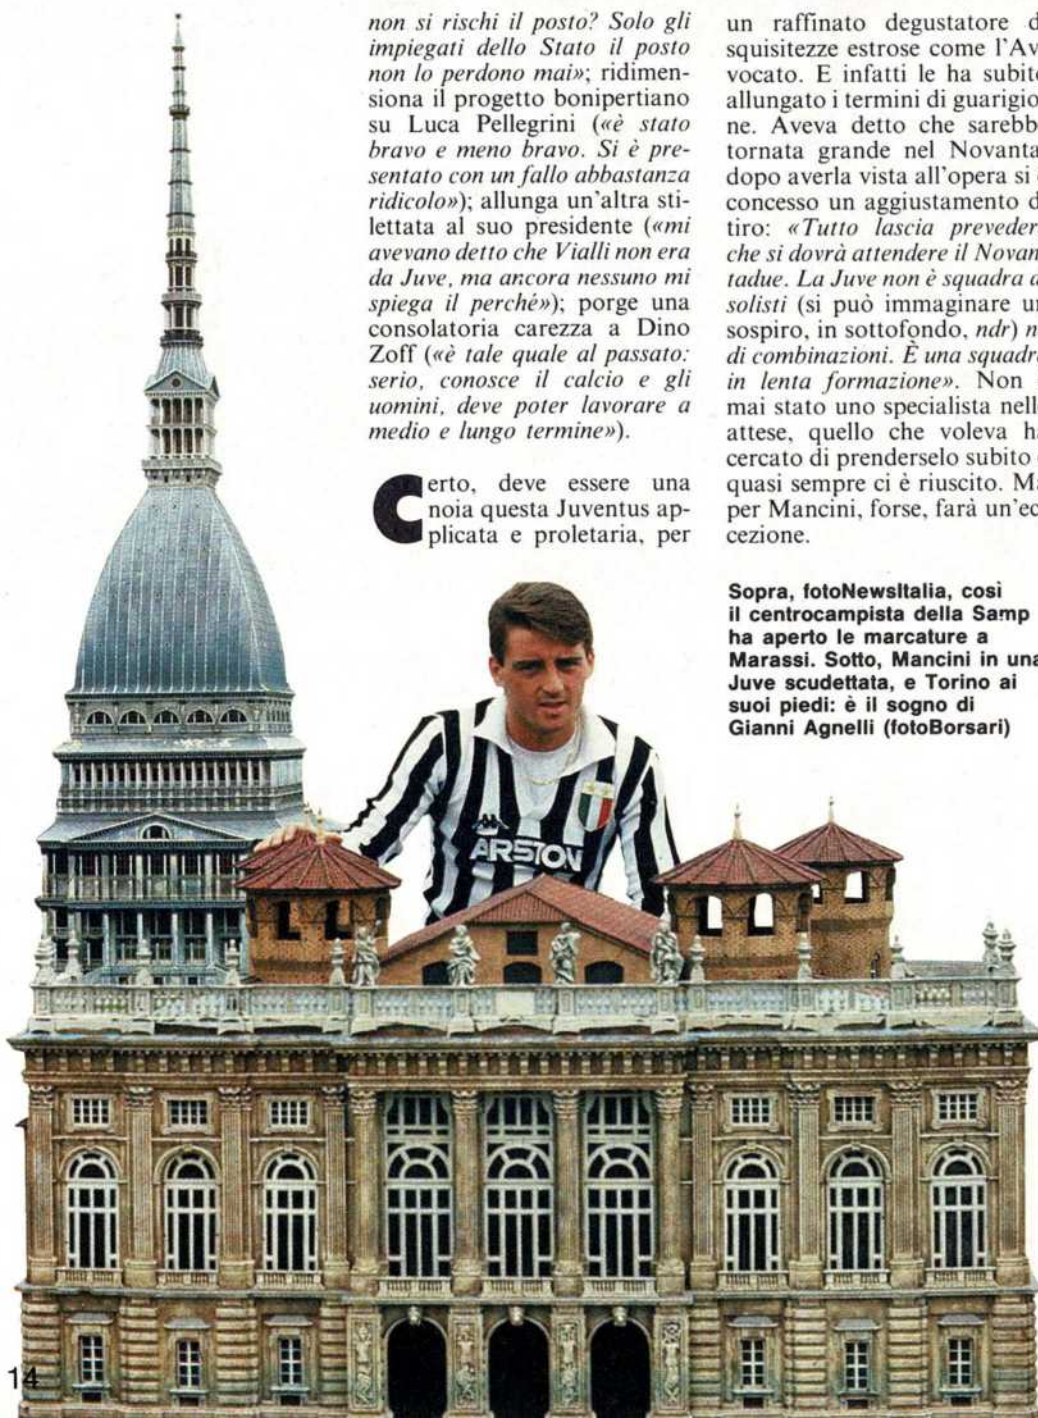 non si rischi il posto? Solo gli
impiegati dello Stato il posto
non lo perdono mai»; ridimen-
siona il progetto bonipertiano
su Luca Pellegrini («è stato
bravo e meno bravo. Si è pre-
sentato con un fallo abbastanza
ridicolo»); allunga un'altra sti-
lettata al suo presidente («mi
avevano detto che Vialli non era
da Juve, ma ancora nessuno mi
spiega il perché»); porge una
consolatoria carezza a Dino
Zoff («è tale quale al passato:
serio, conosce il calcio e gli
uomini, deve poter lavorare a
medio e lungo termine»).
Certo, deve essere una
noia questa Juventus ap-
plicata e proletaria, per
un raffinato degustatore d
squisitezze estrose come l'Av
vocato. E infatti le ha subito
allungato i termini di guarigio
ne. Aveva detto che sarebb
tornata grande nel Novanta
dopo averla vista all'opera si
concesso un aggiustamento d
tiro: «Tutto lascia preveder
che si dovrà attendere il Novan
tadue. La Juve non è squadra d
solisti (si può immaginare un
sospiro, in sottofondo, ndr) n
di combinazioni. È una squadra
in lenta formazione». Non
mai stato uno specialista nell
attese, quello che voleva ha
cercato di prenderselo subito
quasi sempre ci è riuscito. Ma
per Mancini, forse, farà un'ec
cezione.
Sopra, fotoNewsItalia, così
il centrocampista della Samp
ha aperto le marcature a
Marassi. Sotto, Mancini in una
Juve scudettata, e Torino ai
suoi piedi: è il sogno di
Gianni Agnelli (fotoBorsari)
ARISTON
14